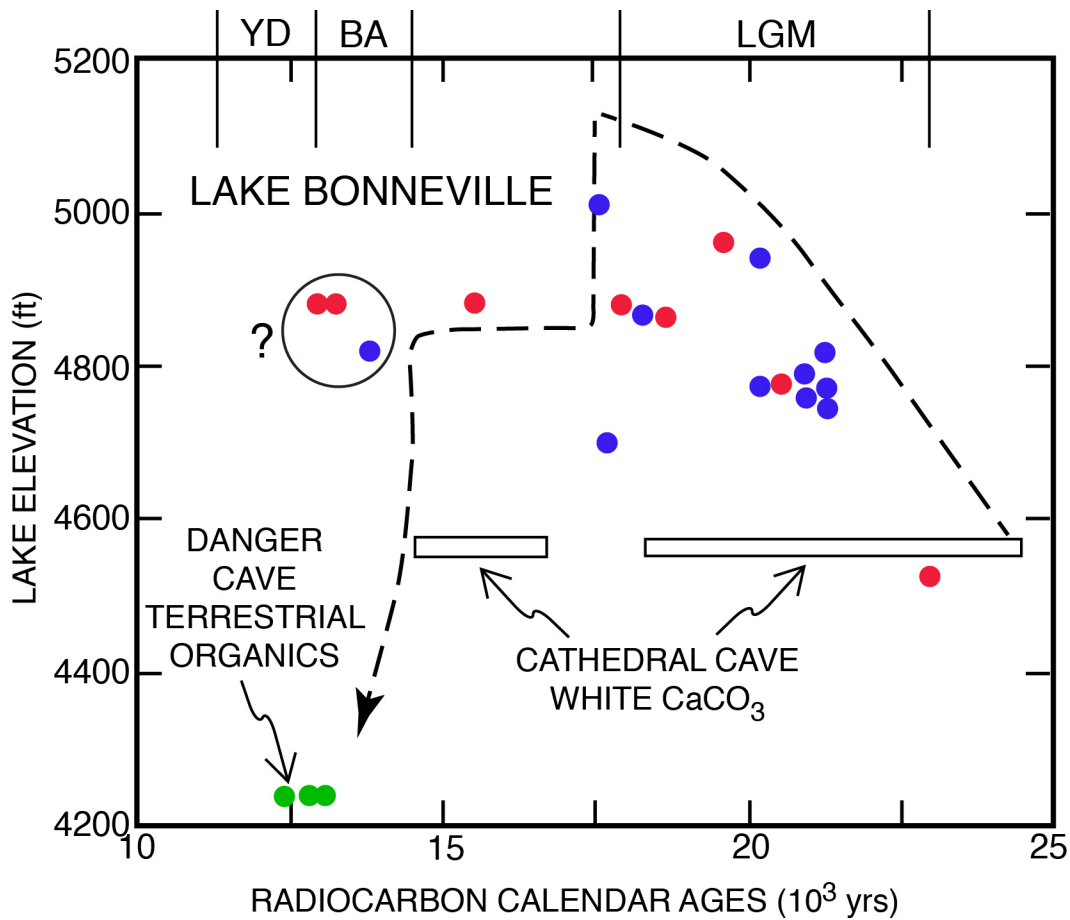 YD BA LGM
5200
LAKE BONNEVILLE
5000
4800
?
4600
4400
4200
LAKE ELEVATION (ft)
DANGER
CAVE
TERRESTRIAL
ORGANICS
CATHEDRAL CAVE
WHITE CaCO₃
10 15 20 25
RADIOCARBON CALENDAR AGES (10³ yrs)